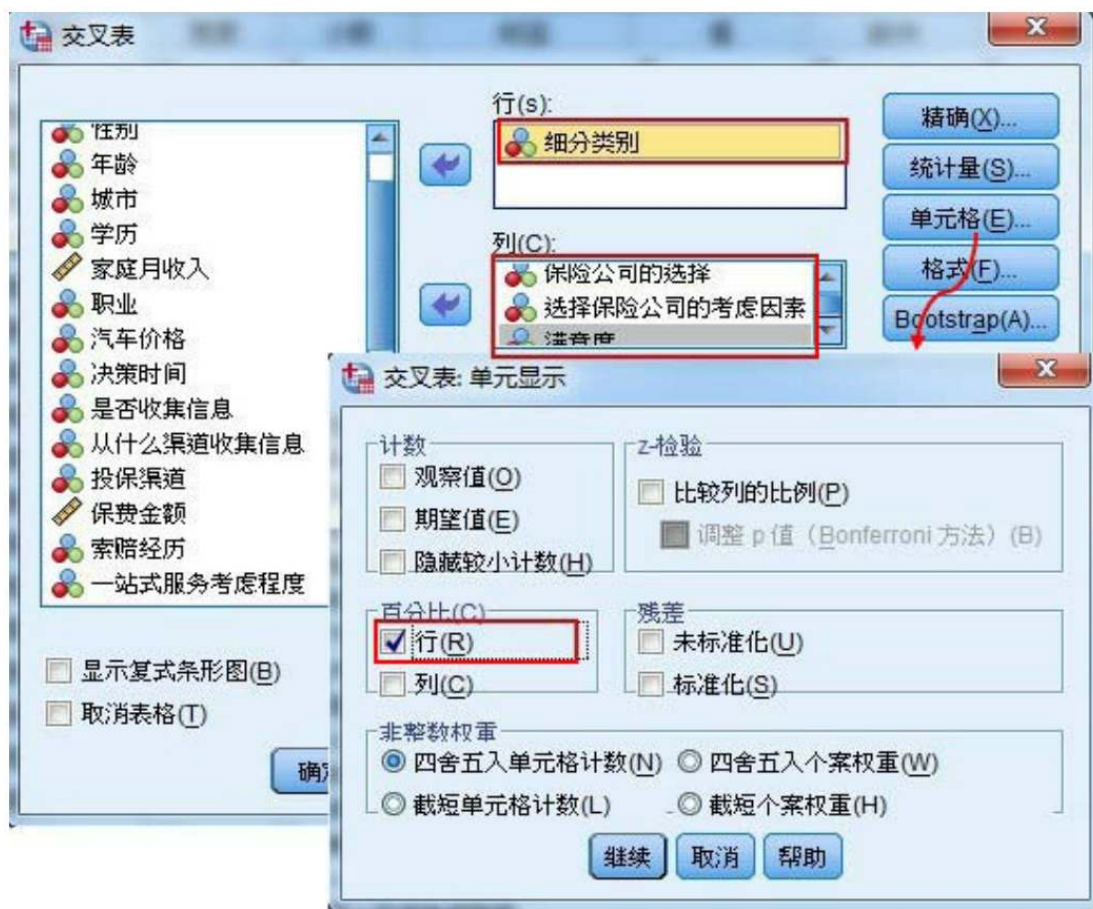 交叉表
行(s):
细分类别
列(C):
保险公司的选择
选择保险公司的考虑因素
满意度
性别
年龄
城市
学历
家庭月收入
职业
汽车价格
决策时间
是否收集信息
从什么渠道收集信息
投保渠道
保费金额
索赔经历
一站式服务考虑程度
显示复式条形图(B)
取消表格(T)
精确(X)...
统计量(S)...
单元格(E)...
格式(F)...
Bootstrap(A)...
交叉表: 单元显示
计数
观察值(O)
期望值(E)
隐藏较小计数(H)
z-检验
比较列的比例(P)
调整 p 值（Bonferroni 方法）(B)
百分比(C)
行(R)
列(C)
残差
未标准化(U)
标准化(S)
非整数权重
四舍五入单元格计数(N)
四舍五入个案权重(W)
截短单元格计数(L)
截短个案权重(H)
继续
取消
帮助